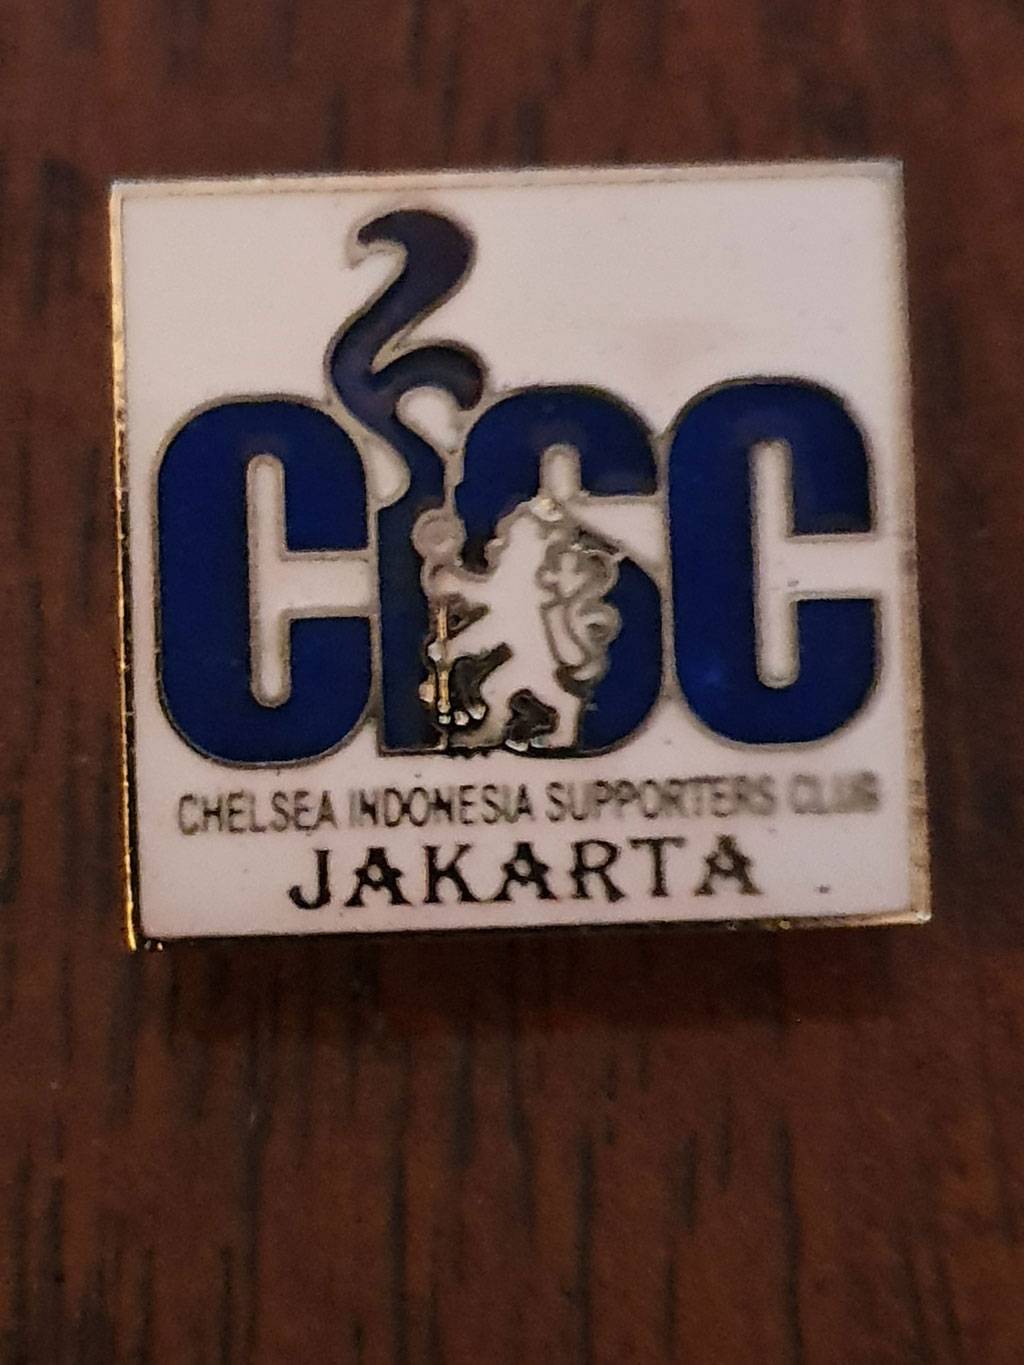 CISC
CHELSEA INDONESIA SUPPORTERS CLUB
JAKARTA